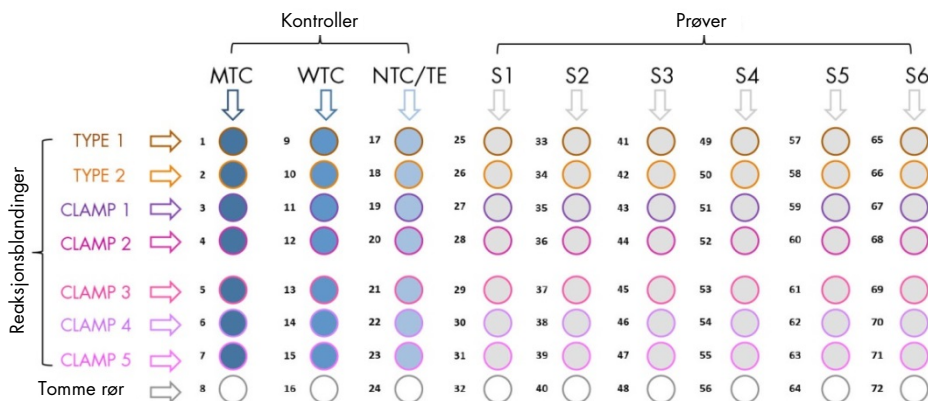 Kontroller Prøver
MTC WTC NTC/TE S1 S2 S3 S4 S5 S6
Reaksjonsblandinger
TYPE 1 1 9 17 25 33 41 49 57 65
TYPE 2 2 10 18 26 34 42 50 58 66
CLAMP 1 3 11 19 27 35 43 51 59 67
CLAMP 2 4 12 20 28 36 44 52 60 68
CLAMP 3 5 13 21 29 37 45 53 61 69
CLAMP 4 6 14 22 30 38 46 54 62 70
CLAMP 5 7 15 23 31 39 47 55 63 71
Tomme rør 8 16 24 32 40 48 56 64 72